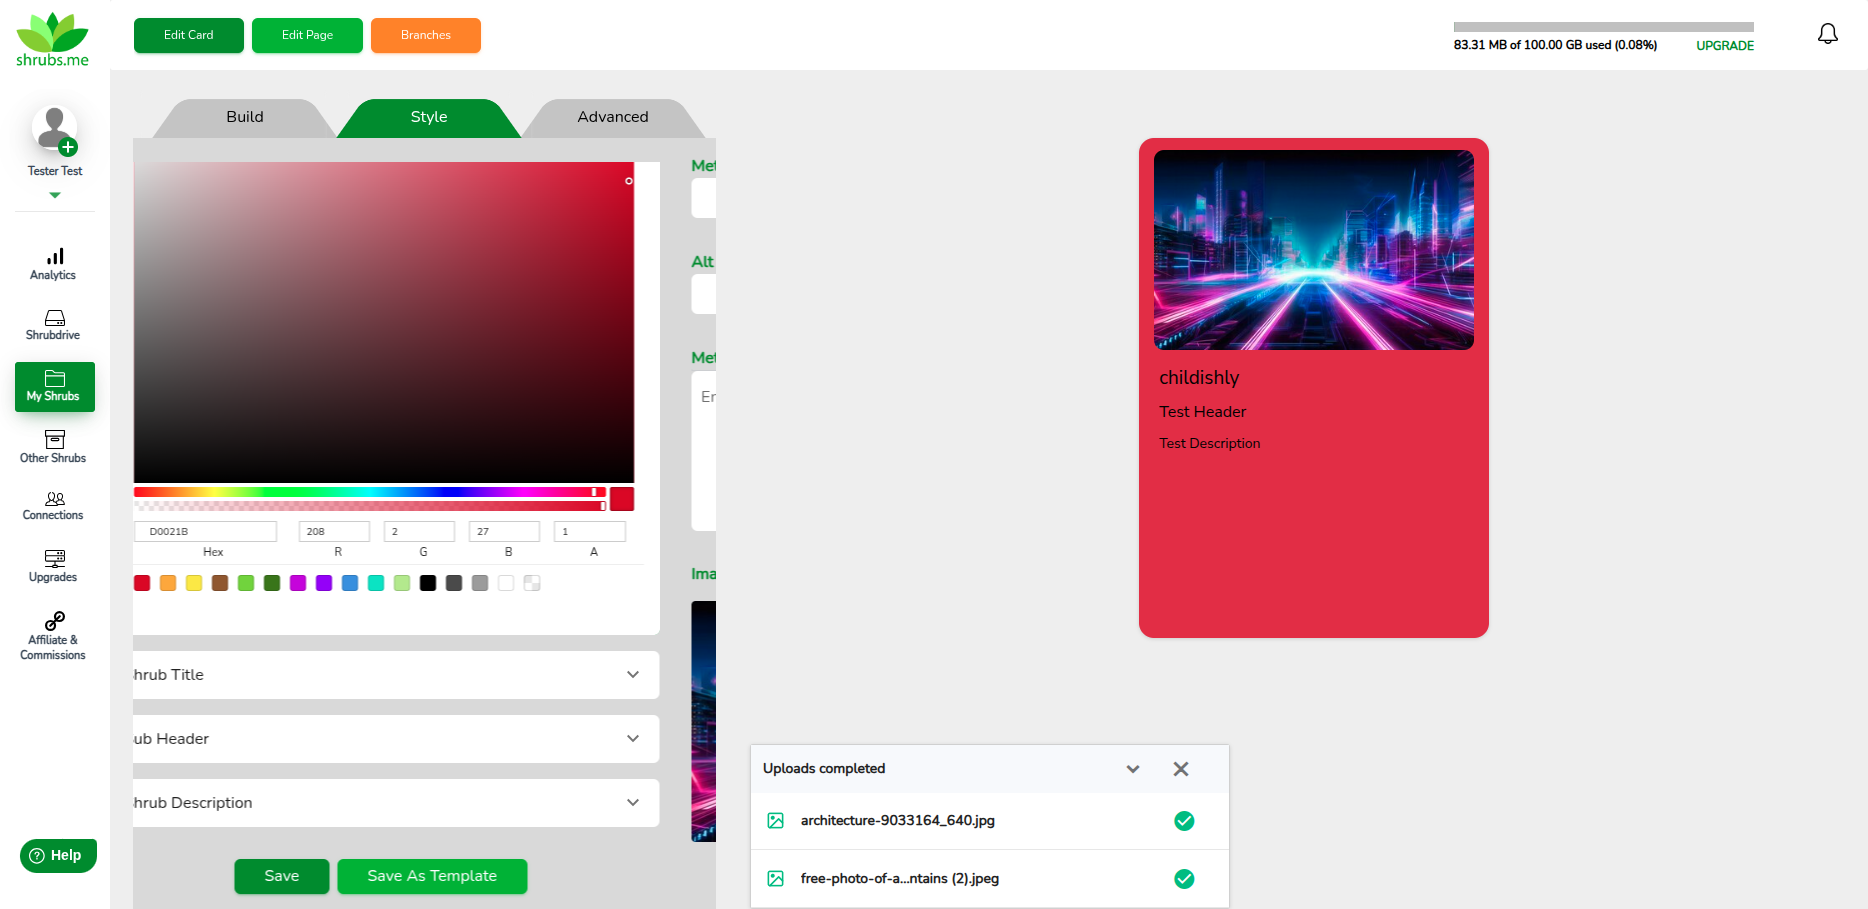 shrubs.me
Edit Card
Edit Page
Branches
83.31 MB of 100.00 GB used (0.08%)
UPGRADE
Tester Test
Analytics
Shrubdrive
My Shrubs
Other Shrubs
Connections
Upgrades
Affiliate &
Commissions
Help
Build
Style
Advanced
D0021B
208
2
27
1
Hex
R
G
B
A
hrub Title
ub Header
hrub Description
Save
Save As Template
Met
Alt
Met
Er
Ima
childishly
Test Header
Test Description
Uploads completed
architecture-9033164_640.jpg
free-photo-of-a...ntains (2).jpeg